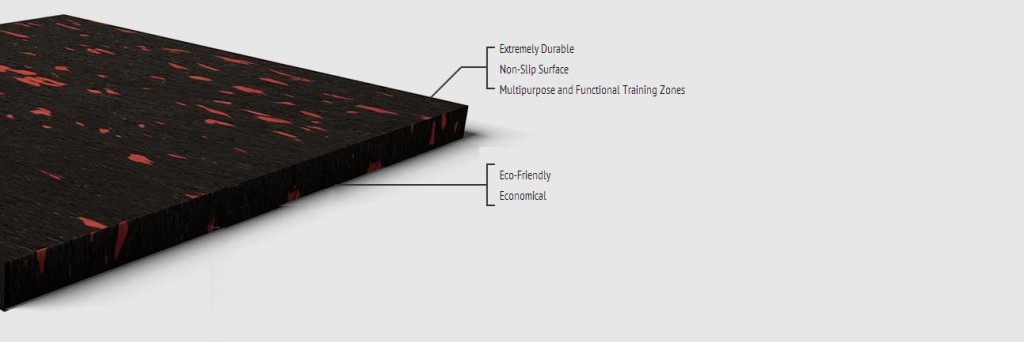 Extremely Durable
Non-Slip Surface
Multipurpose and Functional Training Zones
Eco-Friendly
Economical